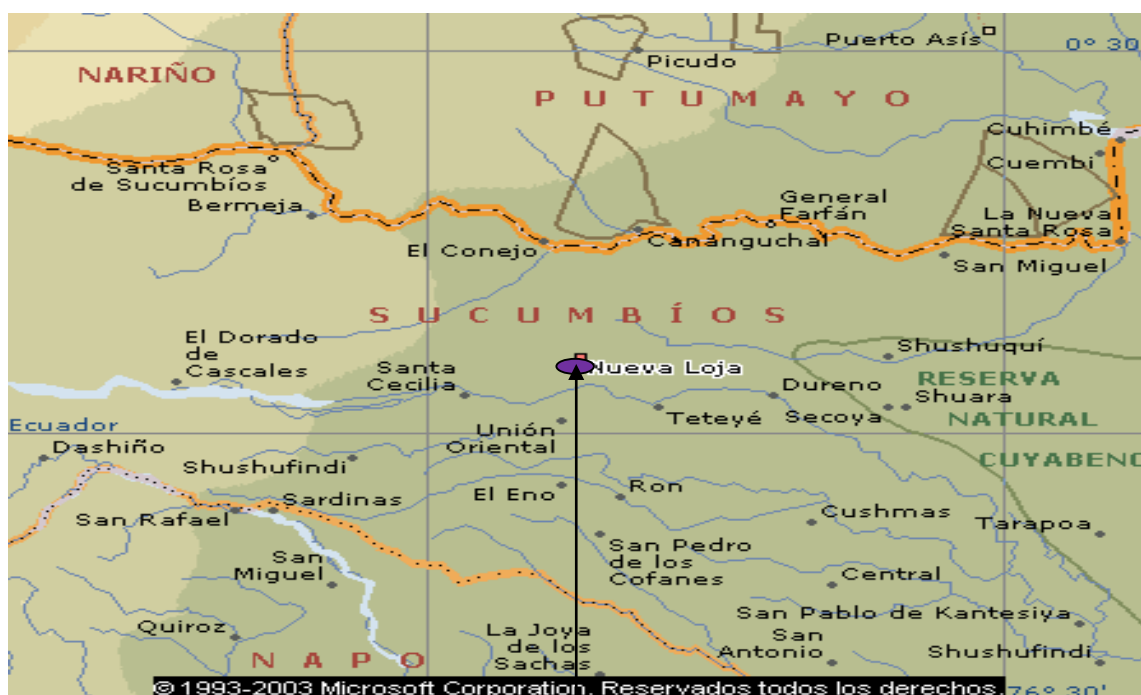 Puerto Asís
0° 30
NARIÑO
Picudo
PUTUMAYO
Cuhimbé
Cuembi
Santa Rosa
de Sucumbíos
Bermeja
General
Farfán
La Nueva
Santa Rosa
El Conejo
Cananguchal
San Miguel
SUCUMBÍOS
El Dorado
de
Cascales
Santa
Cecilia
Nueva Loja
Shushuquí
RESERVA
Dureno
Shuara
Teteyé
Secoya
NATURAL
Ecuador
Unión
Oriental
Dashiño
Shushufindi
CUYABENO
El Eno
Ron
Sardinas
San Rafael
Cushmas
Tarapoa
San
Miguel
San Pedro
de los
Cofanes
Central
San Pablo de Kantesiya
Quiroz
La Joya
de los
Sachas
San
Antonio
Shushufindi
NAPO
© 1993-2003 Microsoft Corporation. Reservados todos los derechos.
76° 30'